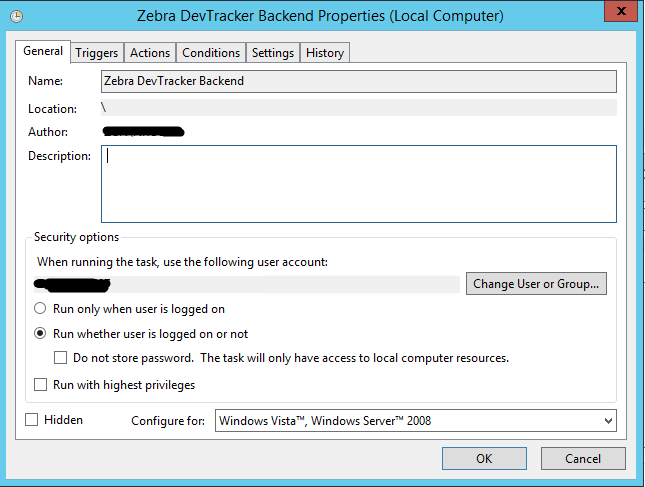 Zebra DevTracker Backend Properties (Local Computer)
x
General Triggers Actions Conditions Settings History
Name: Zebra DevTracker Backend
Location: \
Author:
Description:
Security options
When running the task, use the following user account:
Change User or Group...
Run only when user is logged on
Run whether user is logged on or not
Do not store password. The task will only have access to local computer resources.
Run with highest privileges
Hidden Configure for: Windows Vista™, Windows Server™ 2008
OK Cancel